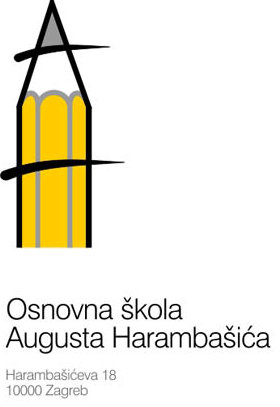 Osnovna škola
Augusta Harambašića
Harambašićeva 18
10000 Zagreb